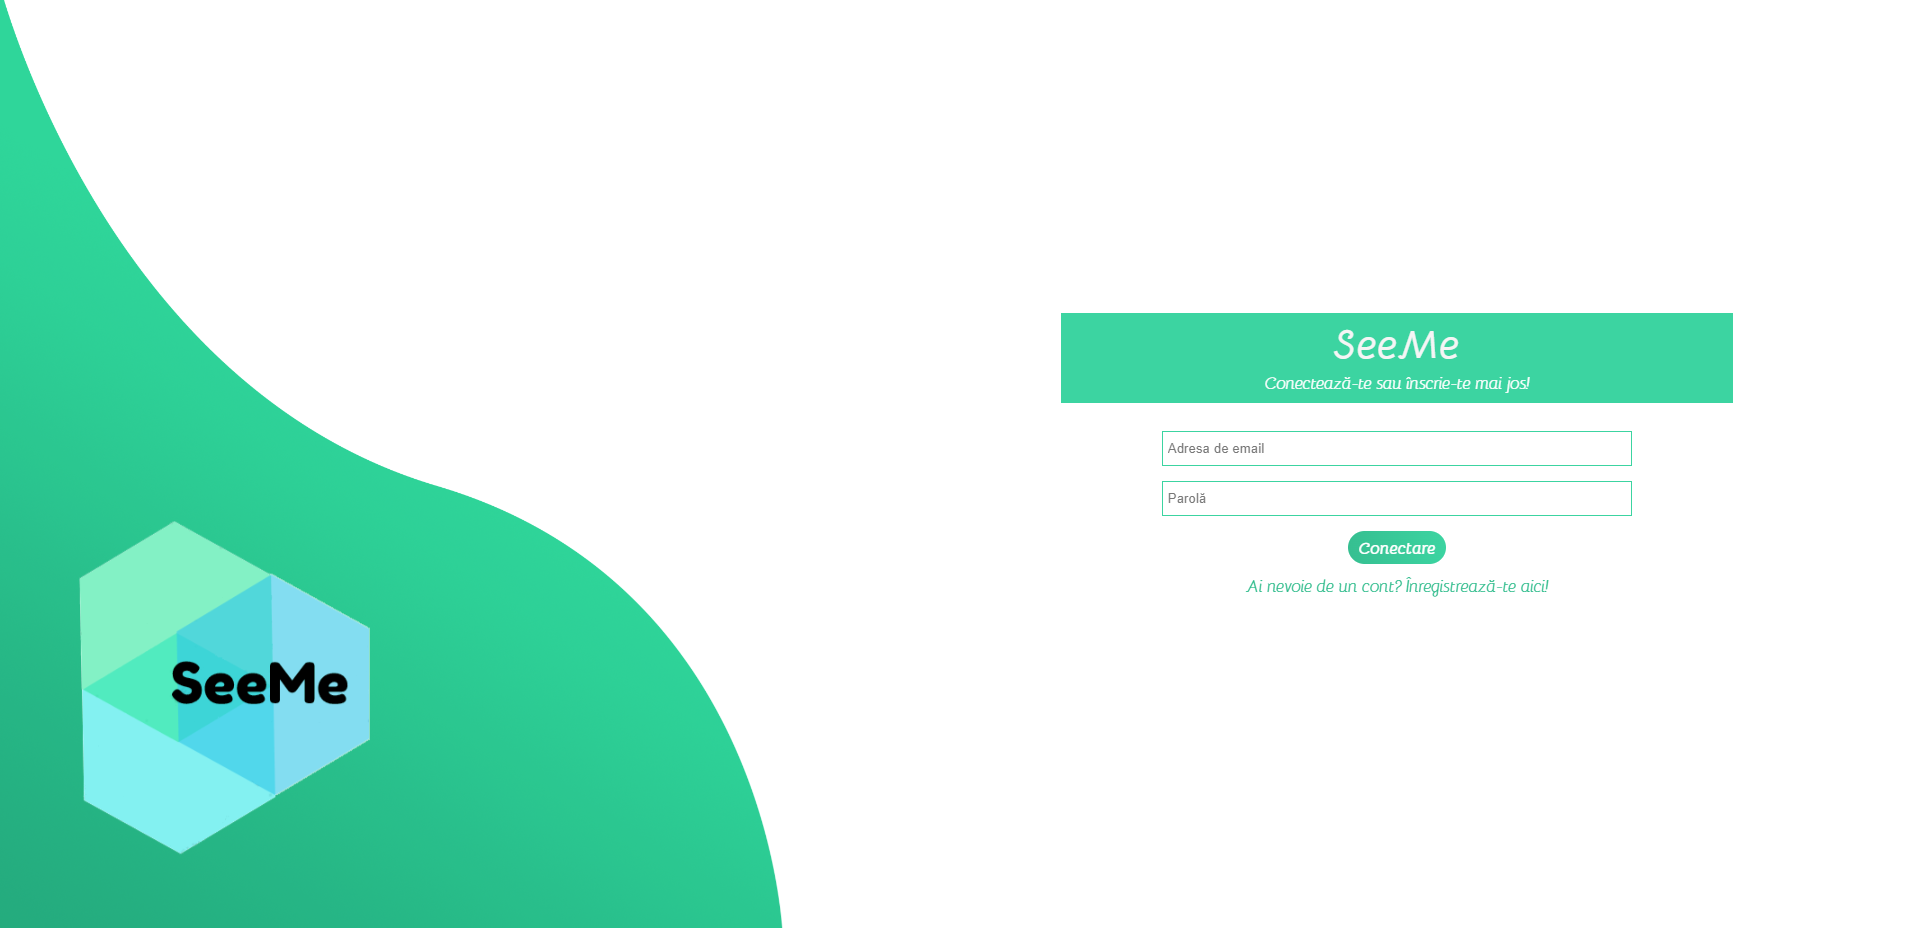 SeeMe
Conectează-te sau înscrie-te mai jos!
Adresa de email
Parolă
Conectare
Ai nevoie de un cont? Înregistrează-te aici!
SeeMe